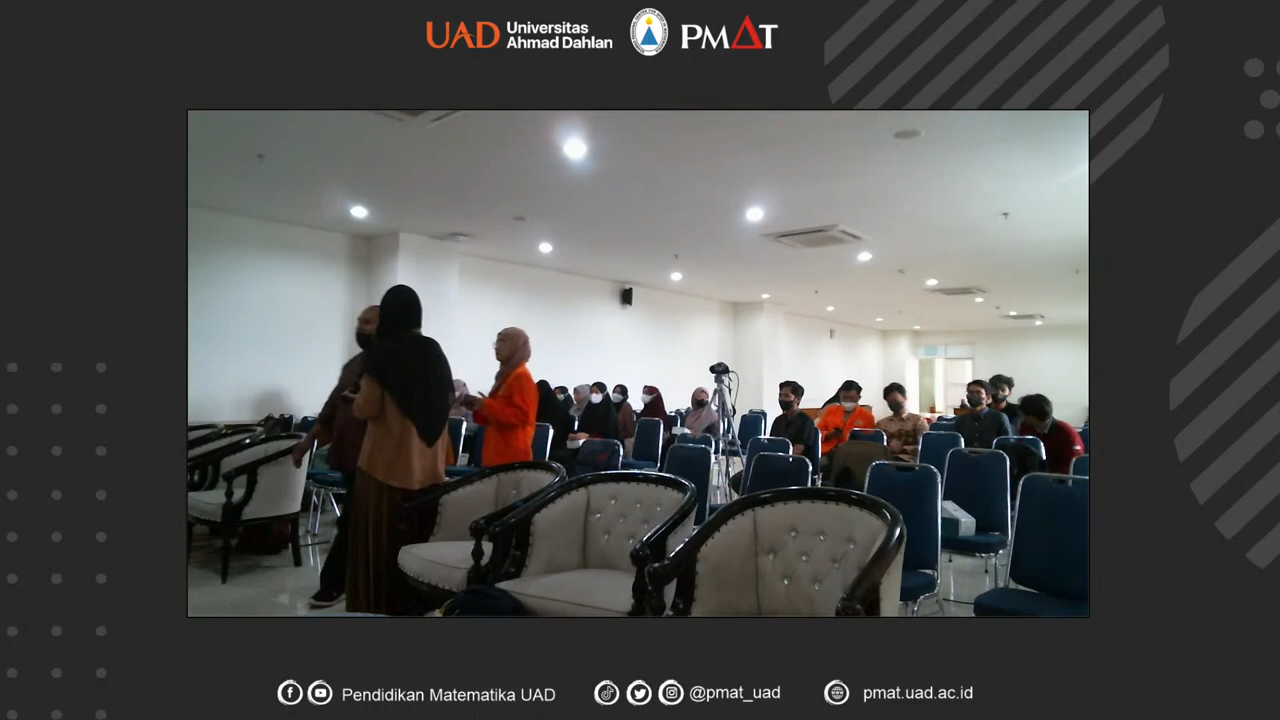 UAD Universitas
Ahmad Dahlan
PMAT
Pendidikan Matematika UAD
@pmat_uad
pmat.uad.ac.id